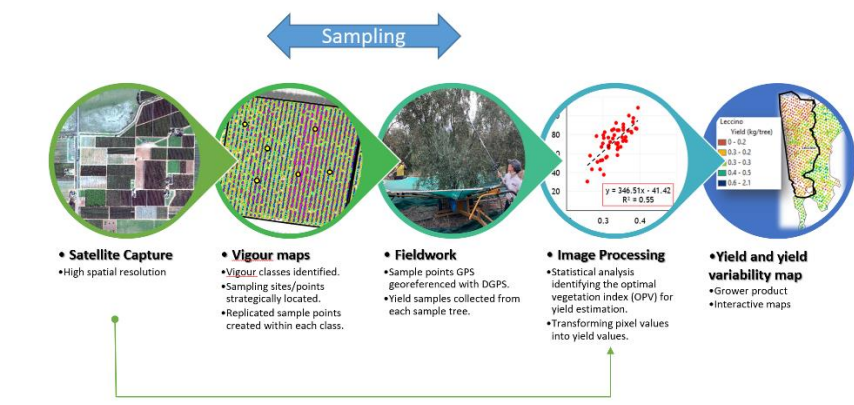 Sampling
80
60
40
20
0.3 0.4
y = 346.51x - 41.42
R² = 0.55
Leccino
Yield (kg/tree)
0 - 0.2
0.3 - 0.2
0.3 - 0.3
0.4 - 0.5
0.6 - 2.1
• Satellite Capture
•High spatial resolution
• Vigour maps
•Vigour classes identified.
•Sampling sites/points
strategically located.
•Replicated sample points
created within each class.
• Fieldwork
•Sample points GPS
georeferenced with DGPS.
•Yield samples collected from
each sample tree.
• Image Processing
•Statistical analysis
identifying the optimal
vegetation index (OPV) for
yield estimation.
•Transforming pixel values
into yield values.
•Yield and yield
variability map
•Grower product
•Interactive maps